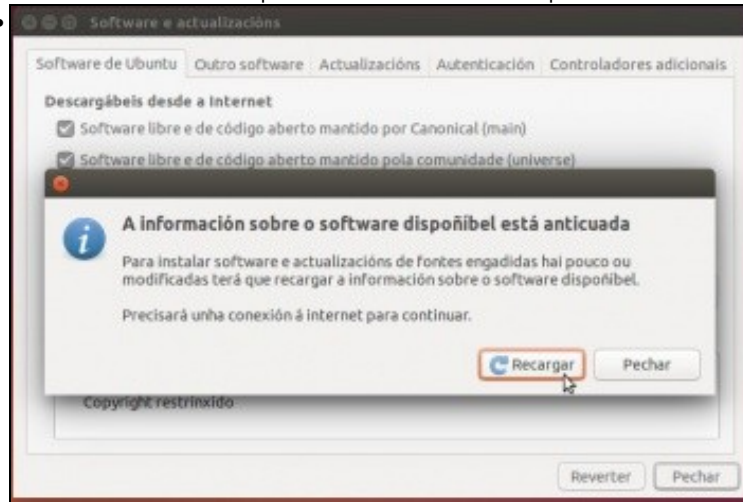 Software e actualizacións
Software de Ubuntu Outro software Actualizacións Autenticación Controladores adicionais
Descargábeis desde a Internet
Software libre e de código aberto mantido por Canonical (main)
Software libre e de código aberto mantido pola comunidade (universe)
A información sobre o software dispoñíbel está anticuada
Para instalar software e actualizacións de fontes engadidas hai pouco ou
modificadas terá que recargar a información sobre o software dispoñíbel.
Precisará unha conexión á internet para continuar.
Recargar Pechar
Copyright restrinxido
Reverter Pechar